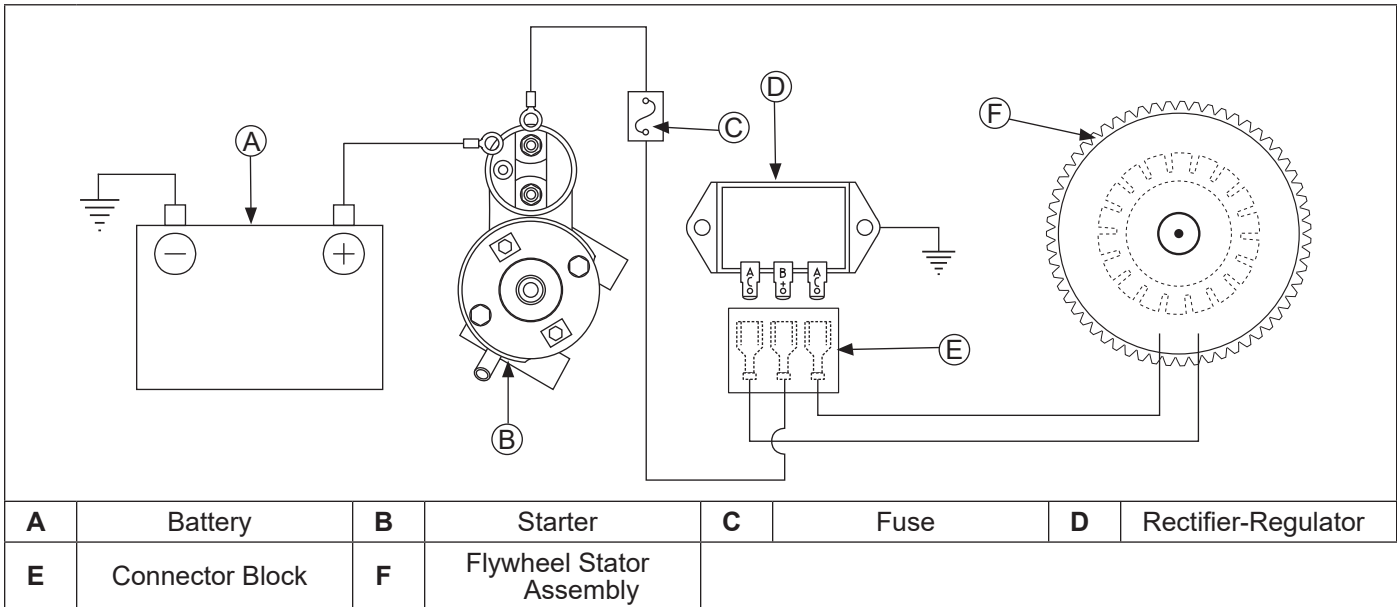 A
B
C
D
E
F
−
+
AC
B+
AC
A Battery B Starter C Fuse D Rectifier-Regulator
E Connector Block F Flywheel Stator
Assembly